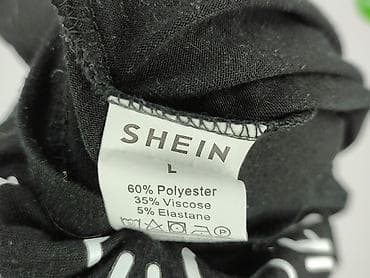 SHEIN
L
60% Polyester
35% Viscose
5% Elastane